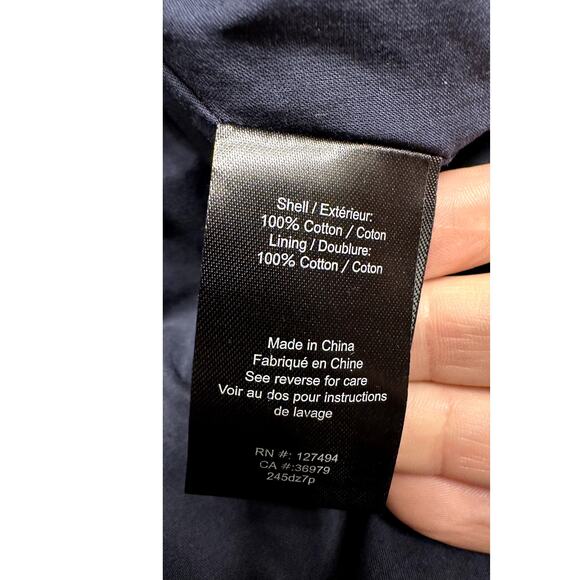 Shell / Extérieur:
100% Cotton / Coton
Lining / Doublure:
100% Cotton / Coton
Made in China
Fabriqué en Chine
See reverse for care
Voir au dos pour instructions
de lavage
RN #: 127494
CA #:36979
245dz7p